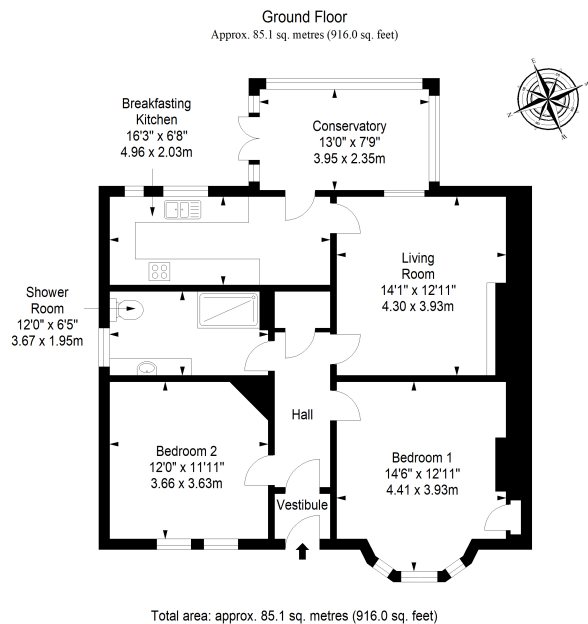 Ground Floor
Approx. 85.1 sq. metres (916.0 sq. feet)
Breakfasting
Kitchen
16'3" x 6'8"
4.96 x 2.03m
Conservatory
13'0" x 7'9"
3.95 x 2.35m
E
N
S
W
Living
Room
14'1" x 12'11"
4.30 x 3.93m
Shower
Room
12'0" x 6'5"
3.67 x 1.95m
Hall
Bedroom 2
12'0" x 11'11"
3.66 x 3.63m
Bedroom 1
14'6" x 12'11"
4.41 x 3.93m
Vestibule
Total area: approx. 85.1 sq. metres (916.0 sq. feet)